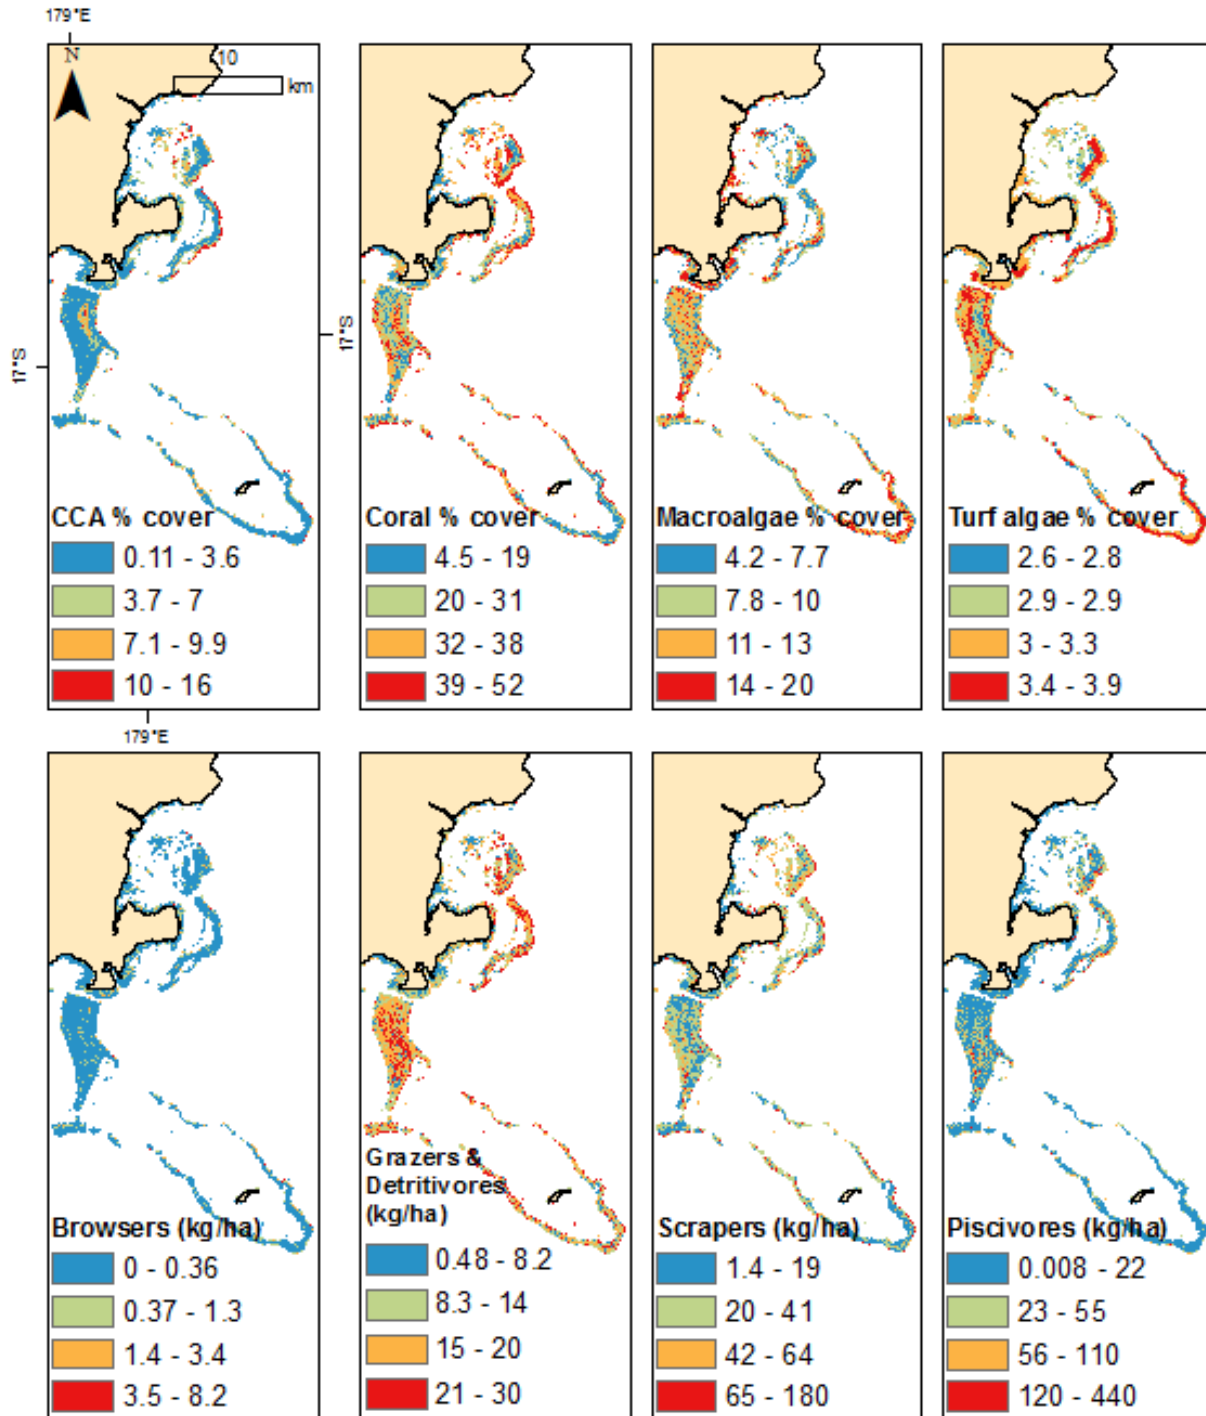 179°E
N
10
km
17°S
17°S
CCA % cover
0.11 - 3.6
3.7 - 7
7.1 - 9.9
10 - 16
Coral % cover
4.5 - 19
20 - 31
32 - 38
39 - 52
Macroalgae % cover
4.2 - 7.7
7.8 - 10
11 - 13
14 - 20
Turf algae % cover
2.6 - 2.8
2.9 - 2.9
3 - 3.3
3.4 - 3.9
179°E
Browsers (kg/ha)
0 - 0.36
0.37 - 1.3
1.4 - 3.4
3.5 - 8.2
Grazers &
Detritivores
(kg/ha)
0.48 - 8.2
8.3 - 14
15 - 20
21 - 30
Scrapers (kg/ha)
1.4 - 19
20 - 41
42 - 64
65 - 180
Piscivores (kg/ha)
0.008 - 22
23 - 55
56 - 110
120 - 440